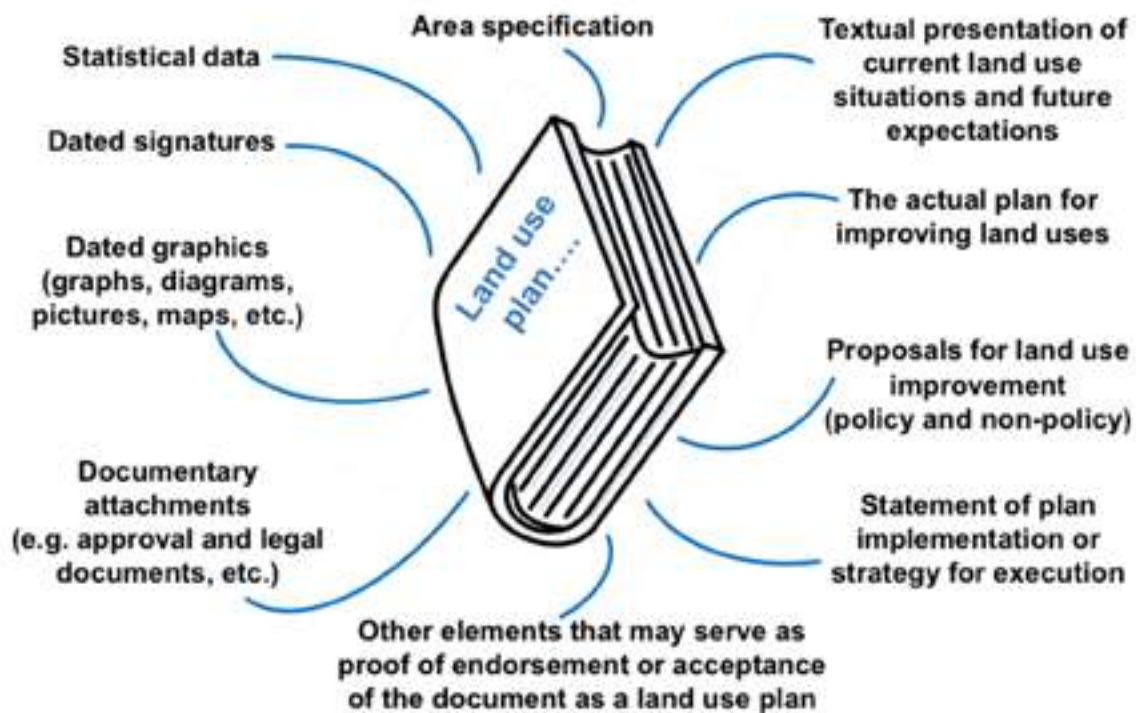 Area specification
Textual presentation of
current land use
situations and future
expectations
Statistical data
Dated signatures
The actual plan for
improving land uses
Dated graphics
(graphs, diagrams,
pictures, maps, etc.)
Land use
plan....
Proposals for land use
improvement
(policy and non-policy)
Documentary
attachments
(e.g. approval and legal
documents, etc.)
Statement of plan
implementation or
strategy for execution
Other elements that may serve as
proof of endorsement or acceptance
of the document as a land use plan